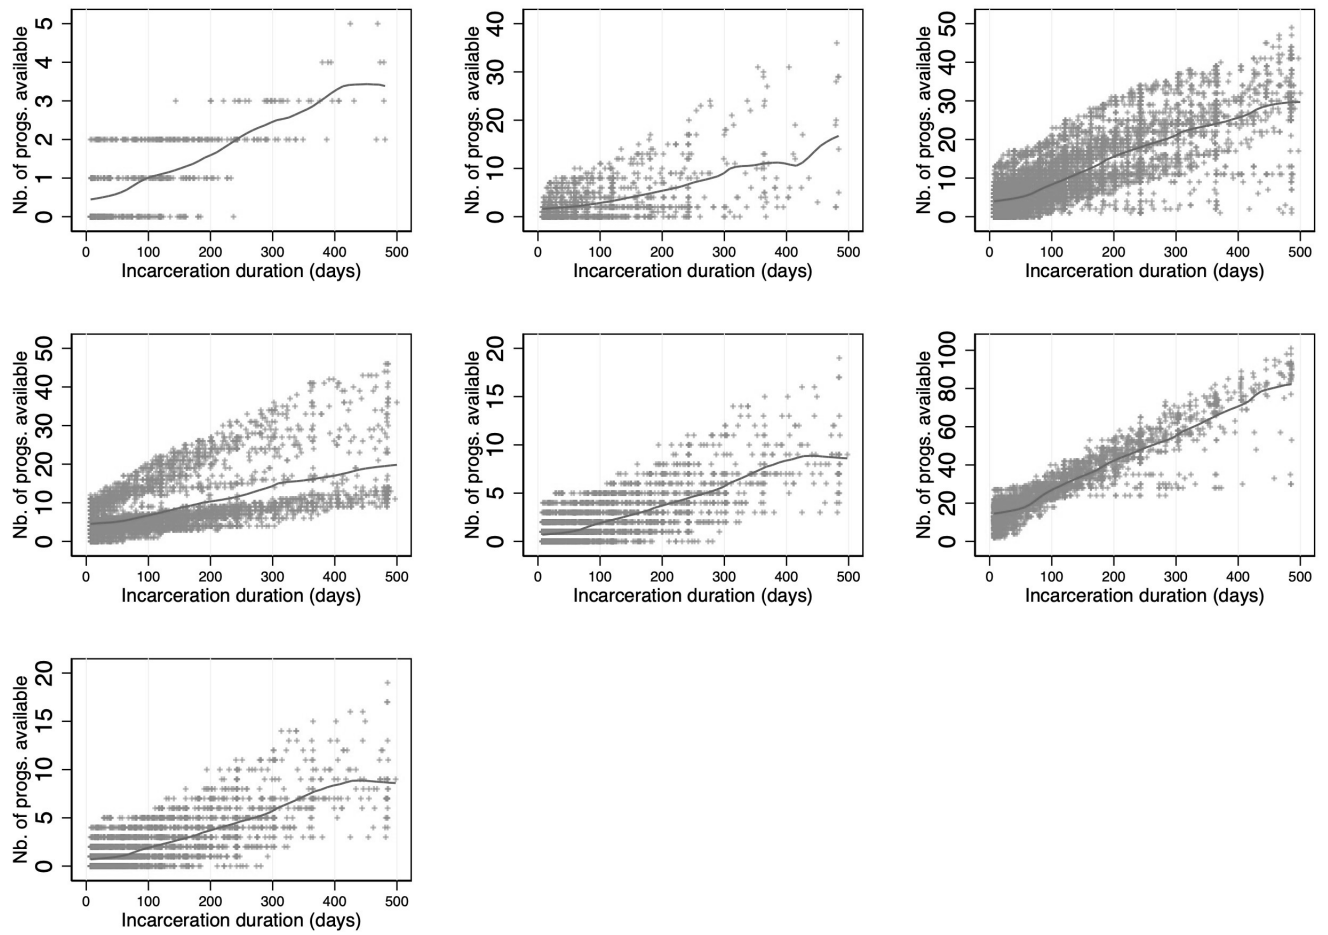 Nb. of progs. available
0 1 2 3 4 5
0 100 200 300 400 500
Incarceration duration (days)
Nb. of progs. available
0 10 20 30 40
0 100 200 300 400 500
Incarceration duration (days)
Nb. of progs. available
0 10 20 30 40 50
0 100 200 300 400 500
Incarceration duration (days)
Nb. of progs. available
0 10 20 30 40 50
0 100 200 300 400 500
Incarceration duration (days)
Nb. of progs. available
0 5 10 15 20
0 100 200 300 400 500
Incarceration duration (days)
Nb. of progs. available
0 20 40 60 80 100
0 100 200 300 400 500
Incarceration duration (days)
Nb. of progs. available
0 5 10 15 20
0 100 200 300 400 500
Incarceration duration (days)